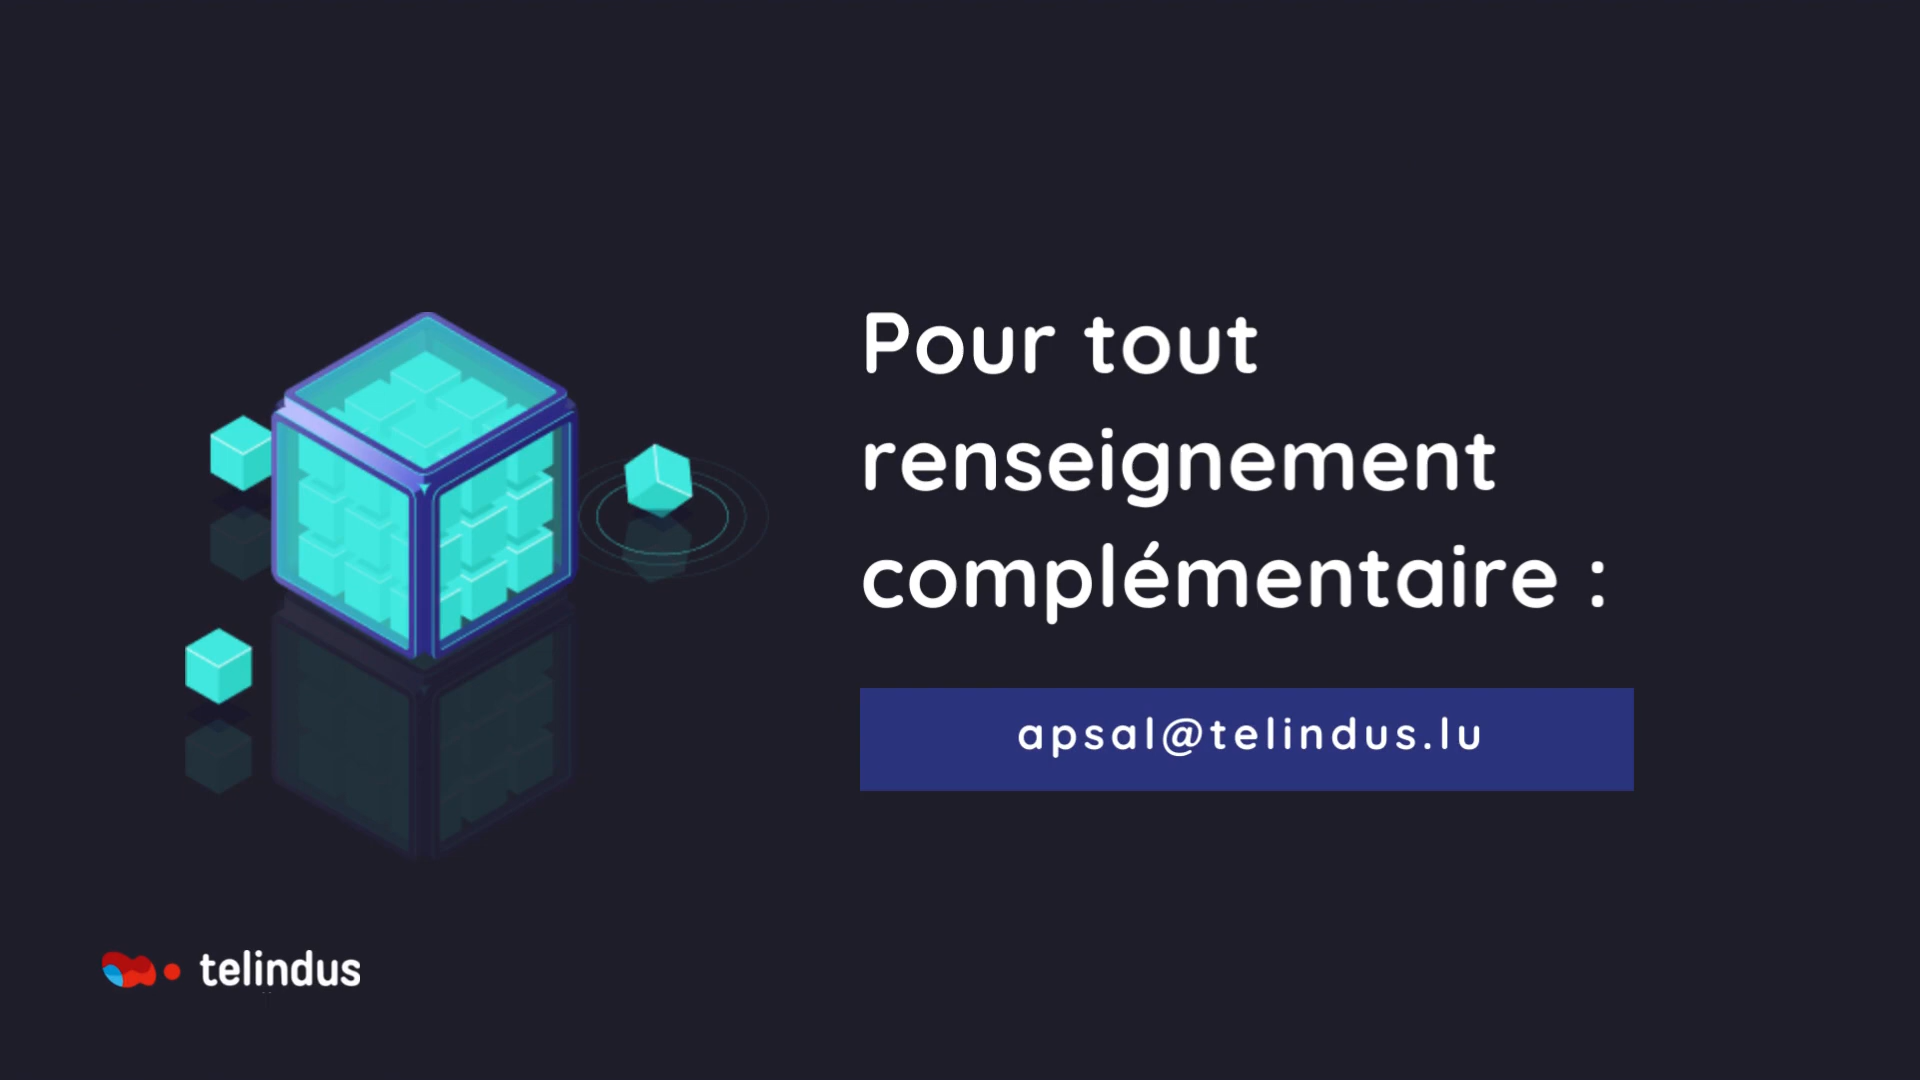 Pour tout
renseignement
complémentaire :
apsal@telindus.lu
telindus